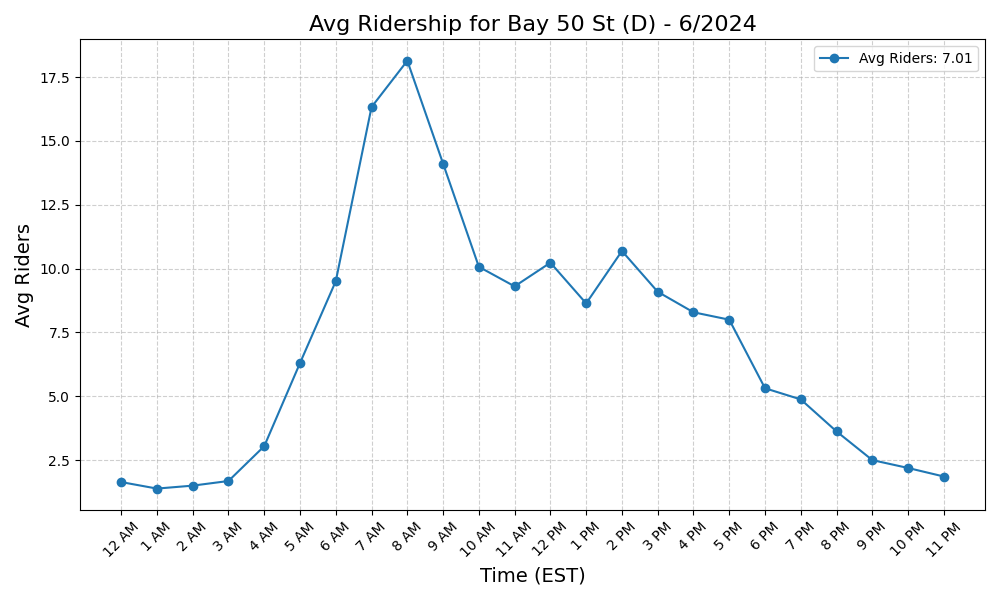 Avg Ridership for Bay 50 St (D) - 6/2024
Avg Riders: 7.01
Avg Riders
17.5
15.0
12.5
10.0
7.5
5.0
2.5
12 AM
1 AM
2 AM
3 AM
4 AM
5 AM
6 AM
7 AM
8 AM
9 AM
10 AM
11 AM
12 PM
1 PM
2 PM
3 PM
4 PM
5 PM
6 PM
7 PM
8 PM
9 PM
10 PM
11 PM
Time (EST)